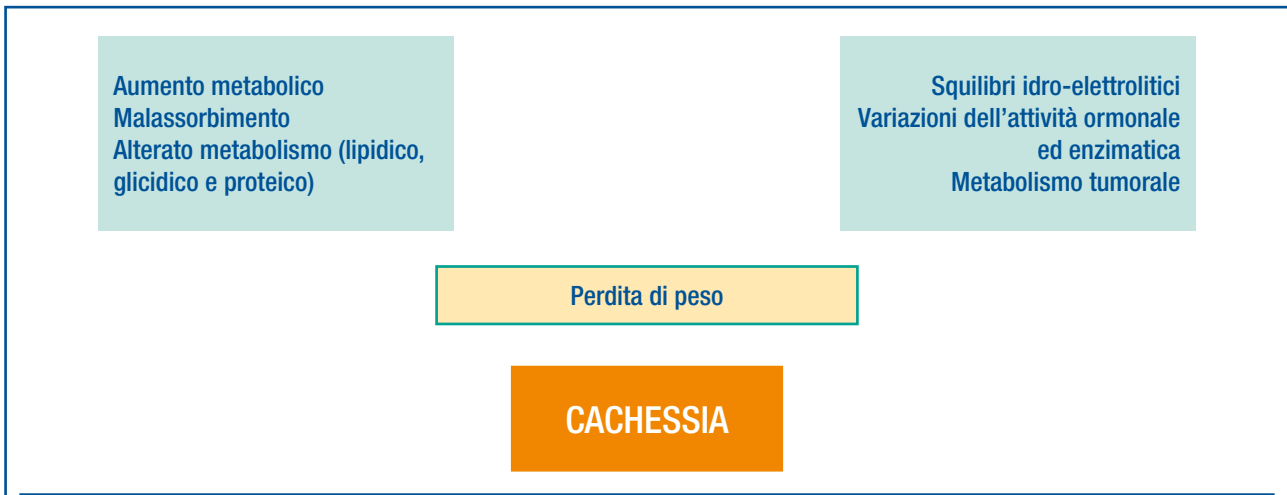 Aumento metabolico
Malassorbimento
Alterato metabolismo (lipidico,
glicidico e proteico)
Squilibri idro-elettrolitici
Variazioni dell’attività ormonale
ed enzimatica
Metabolismo tumorale
Perdita di peso
CACHESSIA